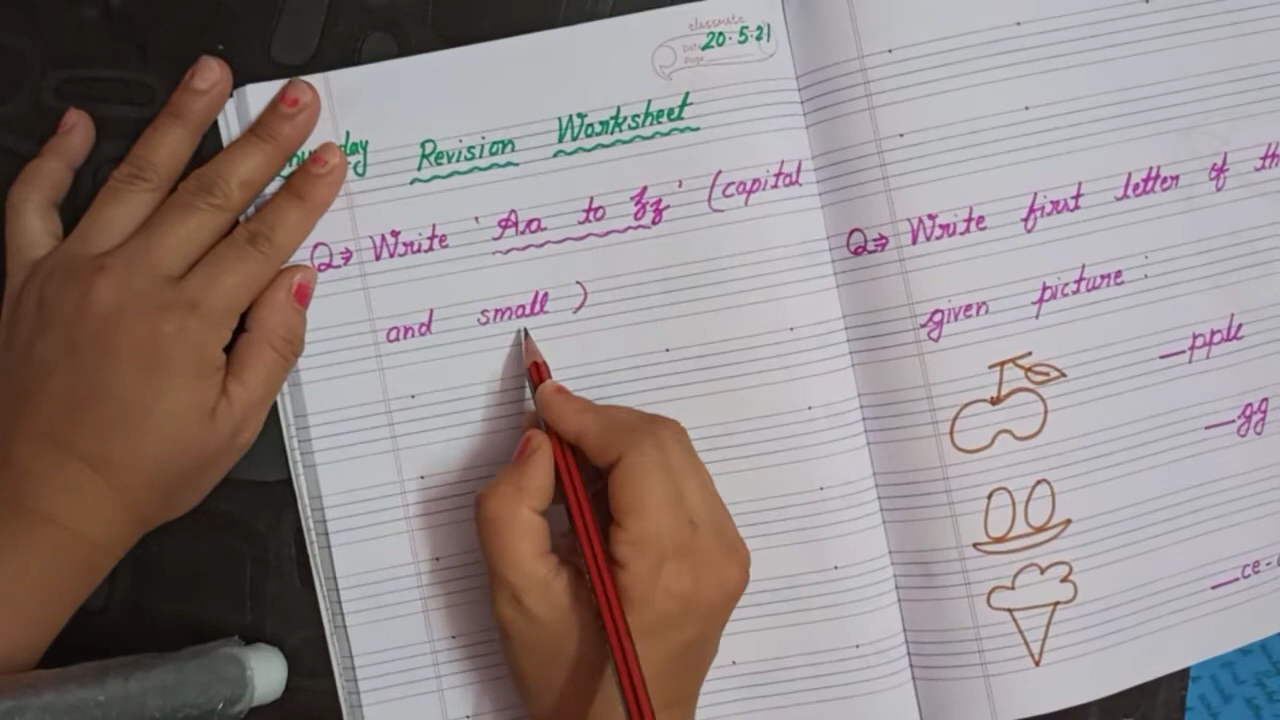 classmate
Date 20.5.21
Page
Revision Worksheet
Q⇒ Write 'Aa to Zz' (capital
and small)
Q⇒ Write first letter of
given picture :
_pple
_gg
_ce-